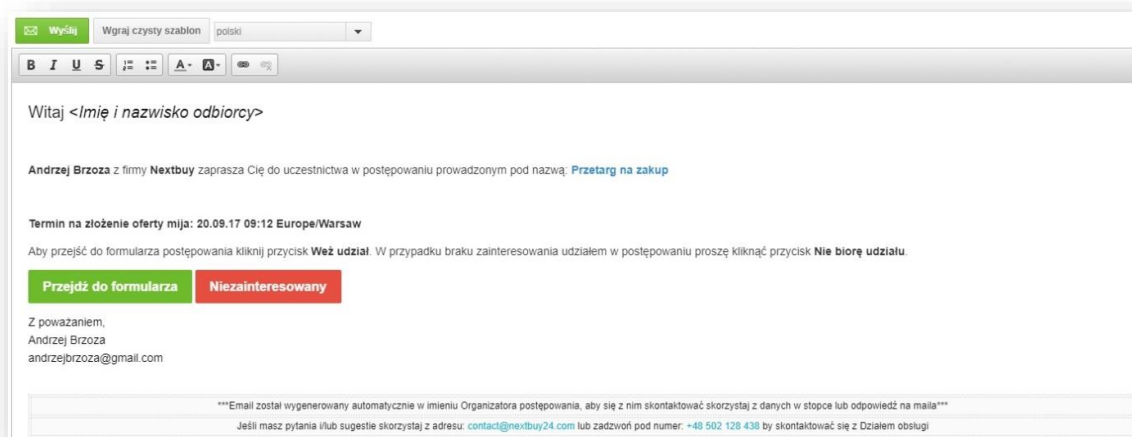 Wyślij
Wgraj czysty szablon
polski
B I U S A A
Witaj <Imię i nazwisko odbiorcy>
Andrzej Brzoza z firmy Nextbuy zaprasza Cię do uczestnictwa w postępowaniu prowadzonym pod nazwą: Przetarg na zakup
Termin na złożenie oferty mija: 20.09.17 09:12 Europe/Warsaw
Aby przejść do formularza postępowania kliknij przycisk Weż udział. W przypadku braku zainteresowania udziałem w postępowaniu proszę kliknąć przycisk Nie biorę udziału.
Przejdź do formularza
Niezainteresowany
Z poważaniem,
Andrzej Brzoza
andrzejbrzoza@gmail.com
***Email został wygenerowany automatycznie w imieniu Organizatora postępowania, aby się z nim skontaktować skorzystaj z danych w stopce lub odpowiedź na maila***
Jeśli masz pytania i/lub sugestie skorzystaj z adresu: contact@nextbuy24.com lub zadzwoń pod numer: +48 502 128 438 by skontaktować się z Działem obsługi